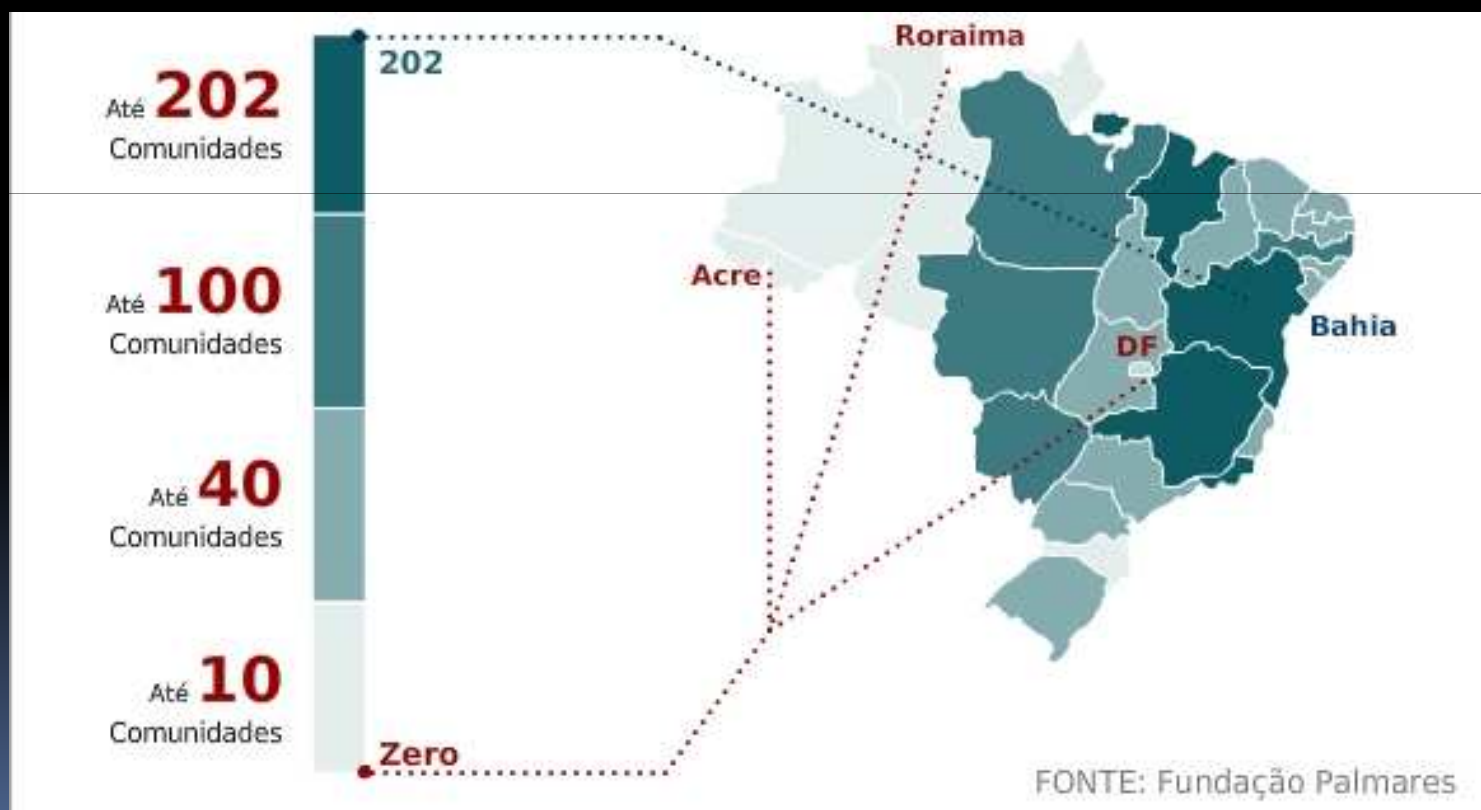 Até 202
Comunidades
Até 100
Comunidades
Até 40
Comunidades
Até 10
Comunidades
202
Zero
Roraima
Acre
DF
Bahia
FONTE: Fundação Palmares